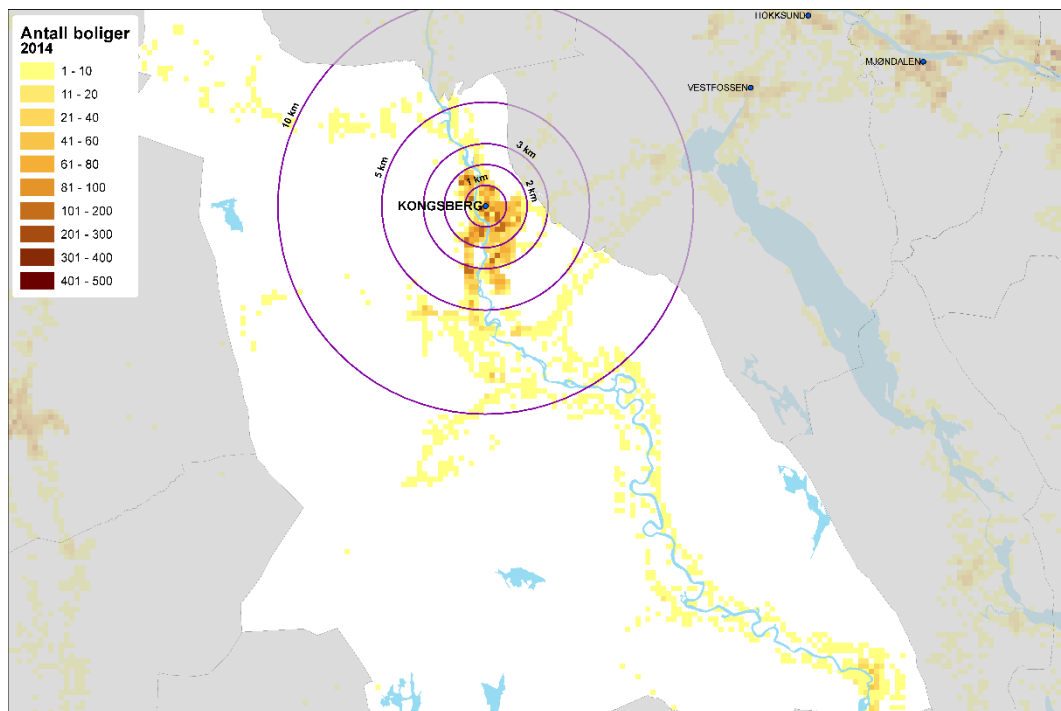 Antall boliger
2014
1 - 10
11 - 20
21 - 40
41 - 60
61 - 80
81 - 100
101 - 200
201 - 300
301 - 400
401 - 500
HOKKSUND
MJØNDALEN
VESTFOSSEN
10 km
5 km
3 km
2 km
1 km
KONGSBERG